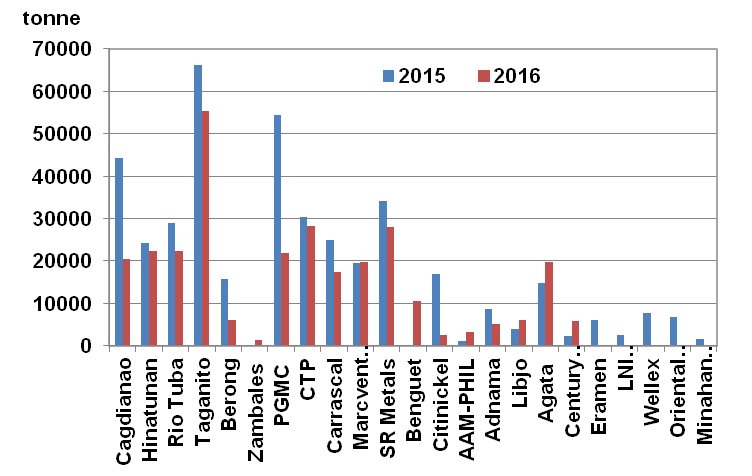 tonne
70000
60000
50000
40000
30000
20000
10000
0
2015
2016
Cagdianao
Hinatunan
Rio Tuba
Taganito
Berong
Zambales
PGMC
CTP
Carrascal
Marcvent…
SR Metals
Benguet
Citinickel
AAM-PHIL
Adnama
Libjo
Agata
Century…
Eramen
LNI…
Wellex
Oriental…
Minahan…